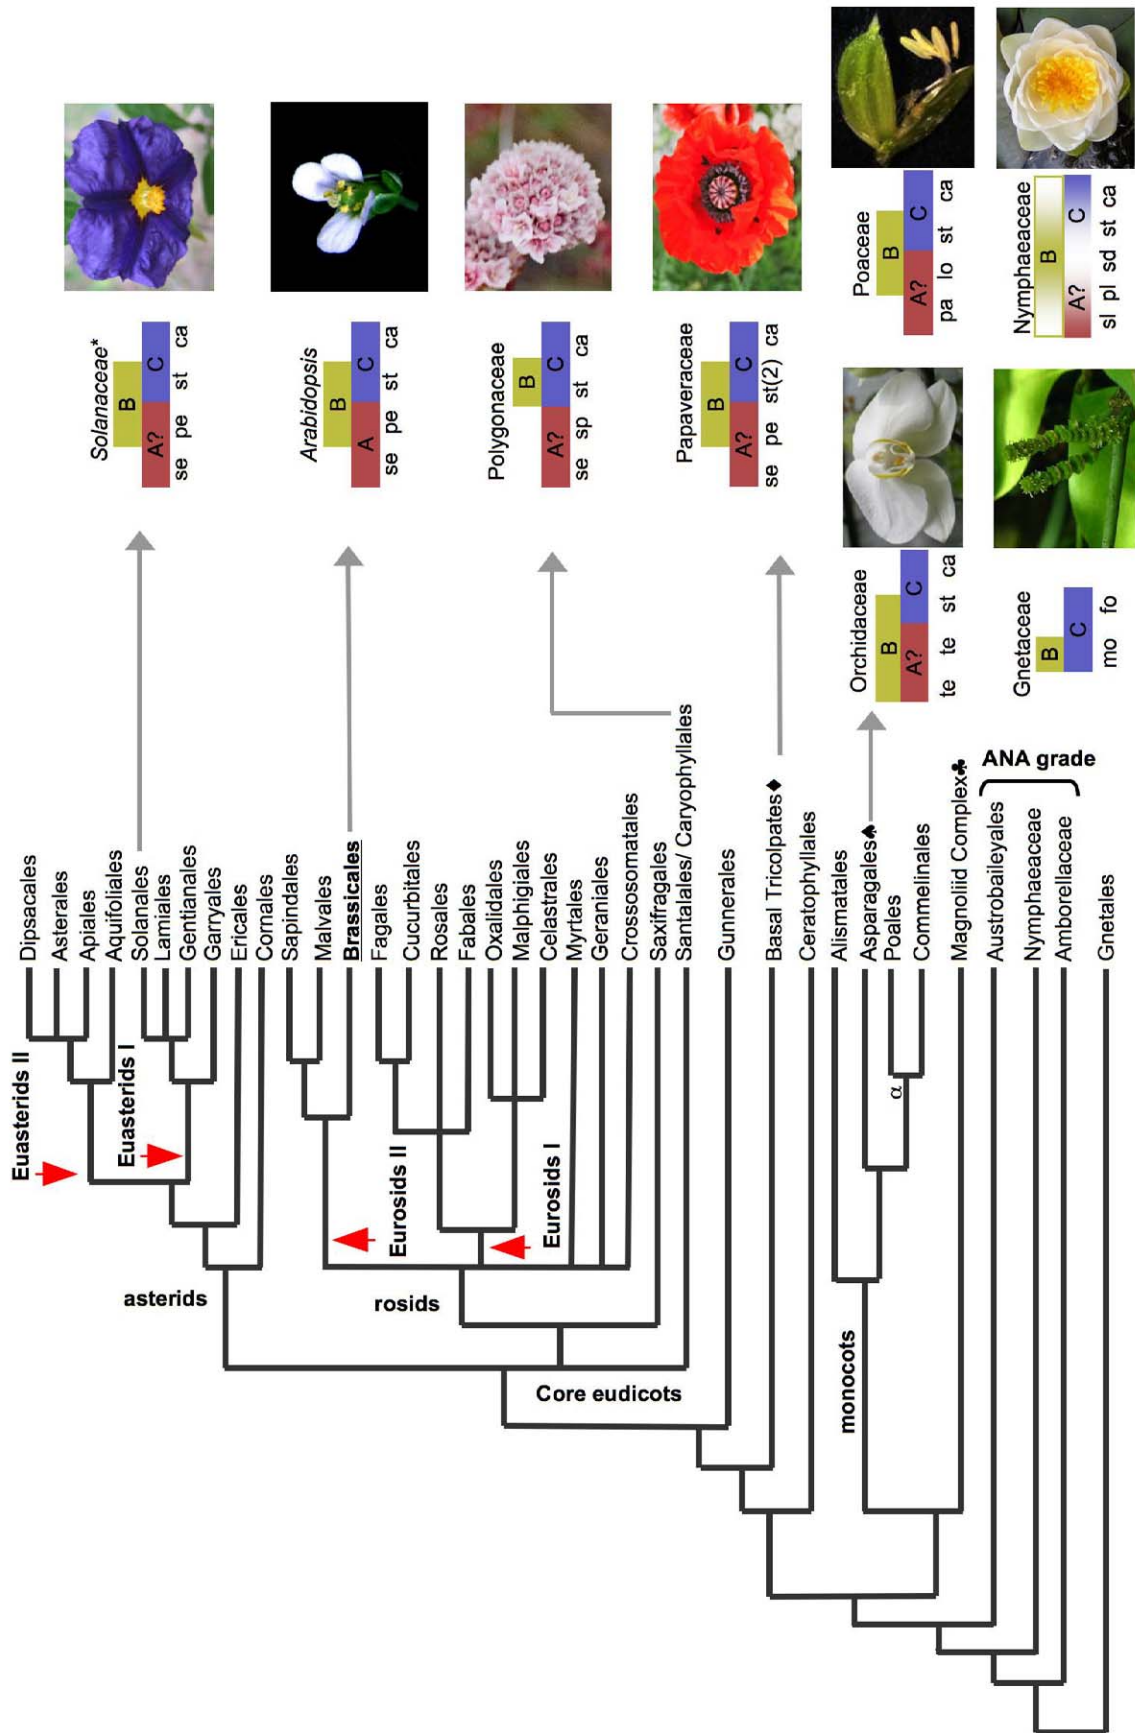 Dipsacales
Asterales
Apiales
Aquifoliales
Solanales
Lamiales
Gentianales
Garryales
Ericales
Cornales
Sapindales
Malvales
Brassicales
Fagales
Cucurbitales
Rosales
Fabales
Oxalidales
Malphigiales
Celastrales
Myrtales
Geraniales
Crossosomatales
Saxifragales
Santalales/ Caryophyllales
Gunnerales
Basal Tricolpates♦
Ceratophyllales
Alismatales
Asparagales♠
Poales
Commelinales
Magnoliid Complex♣
Austrobaileyales
Nymphaeaceae
Amborellaceae
Gnetales
ANA grade
Euasterids II
Euasterids I
asterids
Eurosids II
Eurosids I
rosids
Core eudicots
monocots
α
Solanaceae*
B
A? C
se pe st ca
Arabidopsis
B
A C
se pe st ca
Polygonaceae
B
A? C
se sp st ca
Papaveraceae
B
A? C
se pe st(2) ca
Orchidaceae
B
A? C
te te st ca
Poaceae
B
A? C
pa lo st ca
Gnetaceae
B
C
mo fo
Nymphaeaceae
B
A? C
sl pl sd st ca